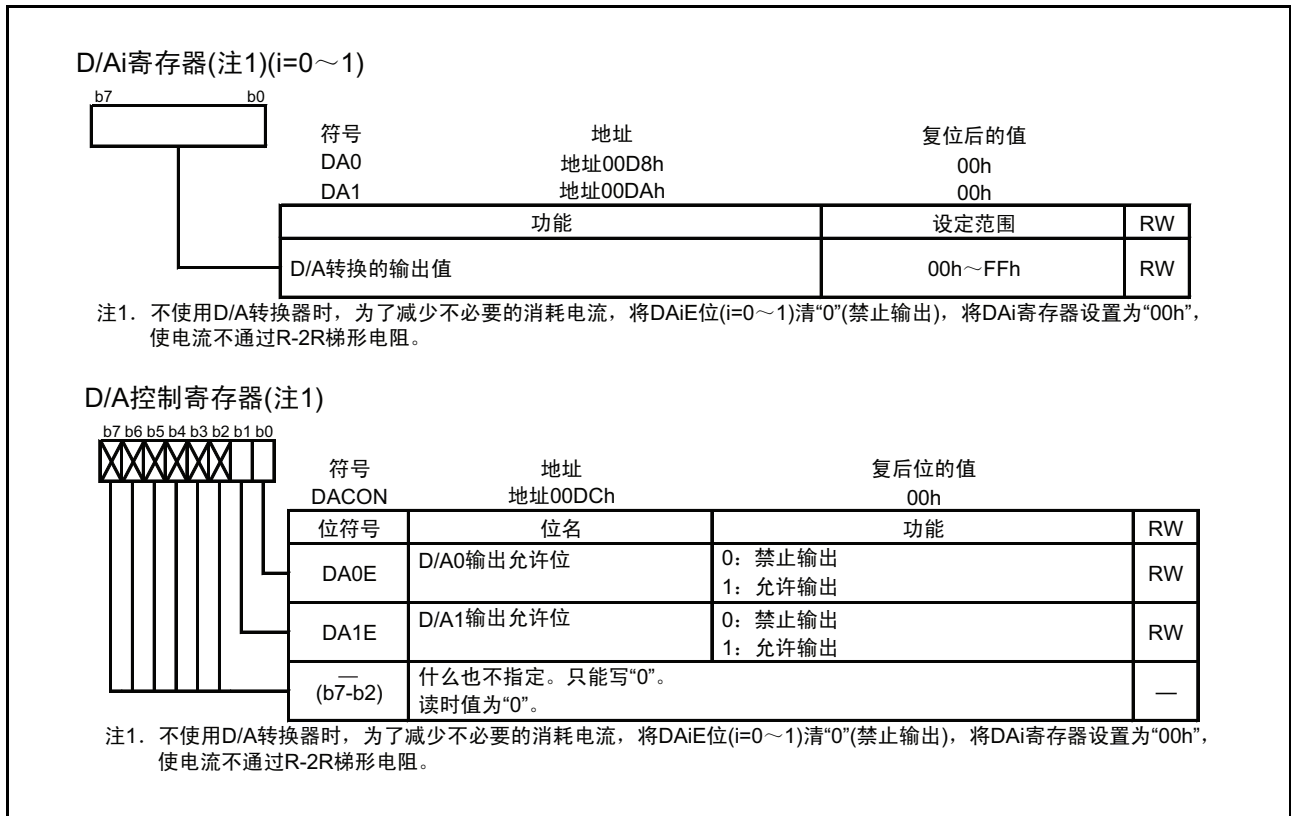 D/Ai寄存器(注1)(i=0～1)
b7 b0
符号 地址 复位后的值
DA0 地址00D8h 00h
DA1 地址00DAh 00h
功能 设定范围 RW
D/A转换的输出值 00h～FFh RW
注1. 不使用D/A转换器时，为了减少不必要的消耗电流，将DAiE位(i=0～1)清“0”(禁止输出)，将DAi寄存器设置为“00h”，
使电流不通过R-2R梯形电阻。
D/A控制寄存器(注1)
b7 b6 b5 b4 b3 b2 b1 b0
符号 地址 复后位的值
DACON 地址00DCh 00h
位符号 位名 功能 RW
DA0E D/A0输出允许位 0：禁止输出 RW
1：允许输出
DA1E D/A1输出允许位 0：禁止输出 RW
1：允许输出
— 什么也不指定。只能写“0”。
(b7-b2) 读时值为“0”。 —
注1. 不使用D/A转换器时，为了减少不必要的消耗电流，将DAiE位(i=0～1)清“0”(禁止输出)，将DAi寄存器设置为“00h”，
使电流不通过R-2R梯形电阻。